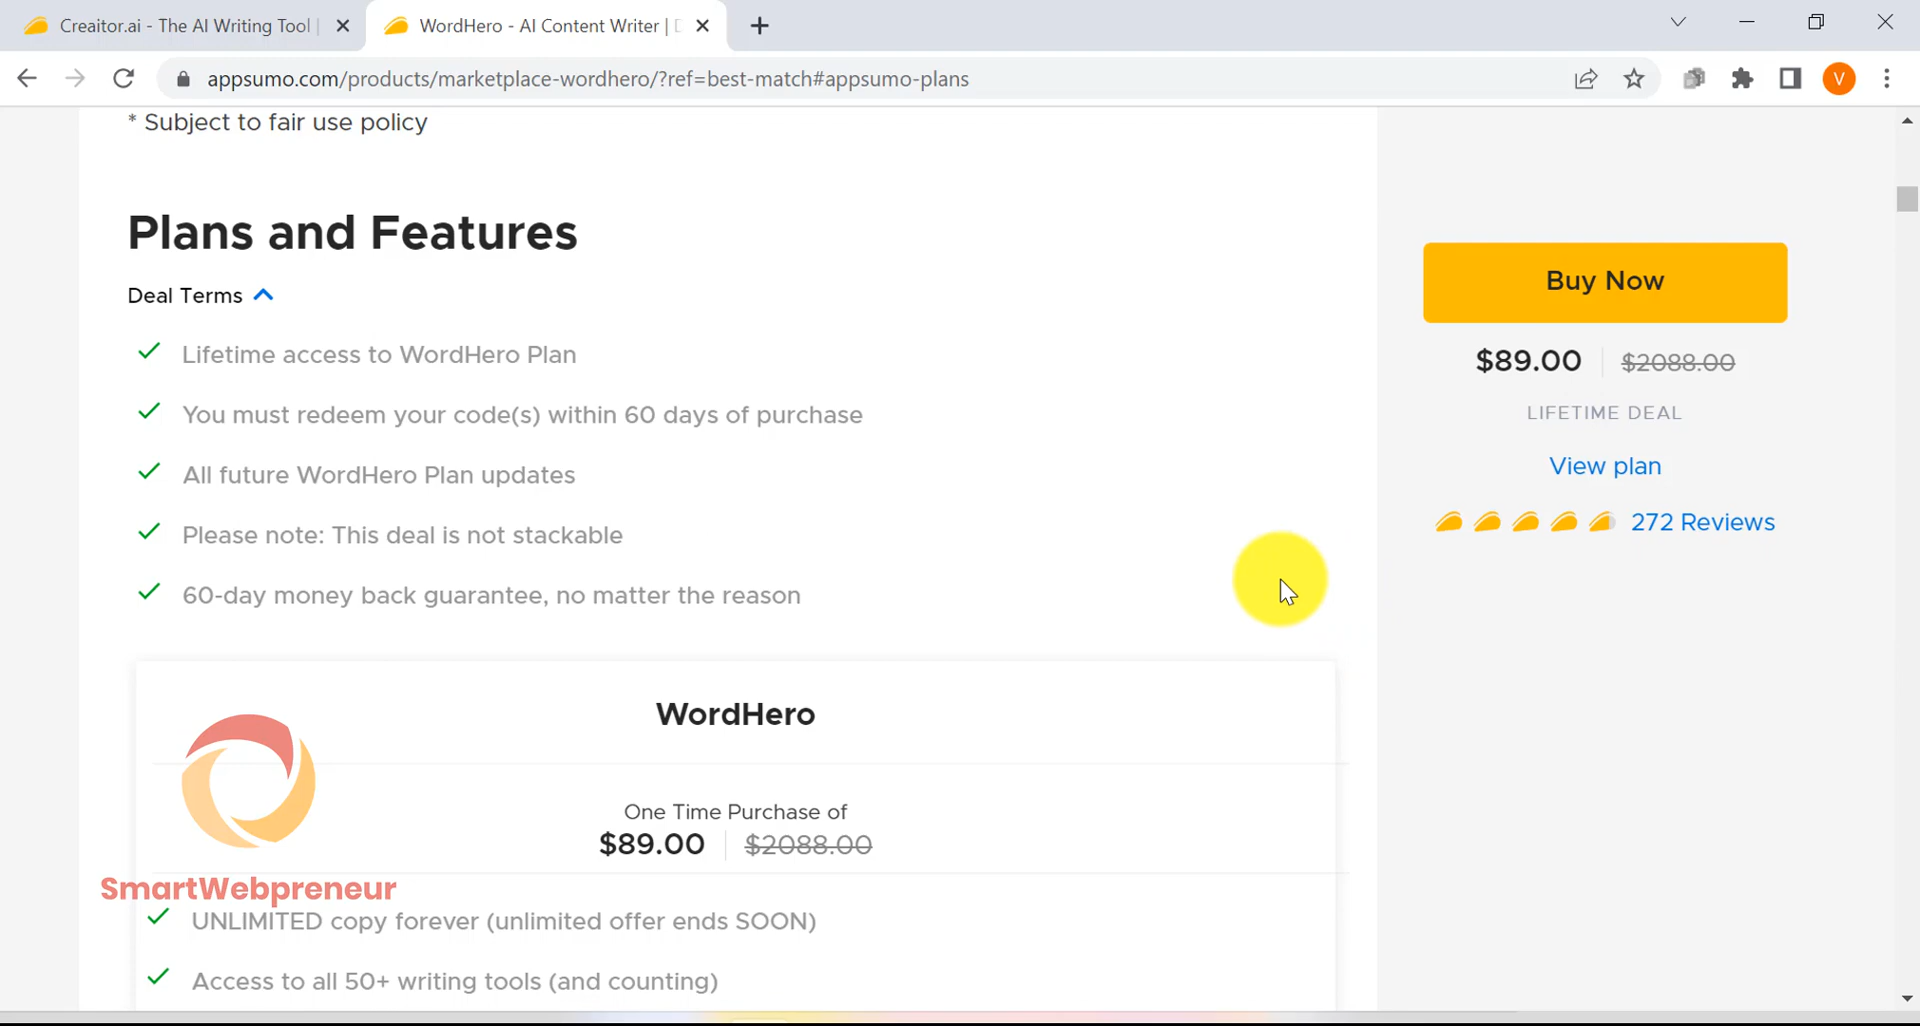 Creaitor.ai - The AI Writing Tool
WordHero - AI Content Writer |
appsumo.com/products/marketplace-wordhero/?ref=best-match#appsumo-plans
V
* Subject to fair use policy
Plans and Features
Deal Terms
Lifetime access to WordHero Plan
You must redeem your code(s) within 60 days of purchase
All future WordHero Plan updates
Please note: This deal is not stackable
60-day money back guarantee, no matter the reason
Buy Now
$89.00 $2088.00
LIFETIME DEAL
View plan
272 Reviews
WordHero
One Time Purchase of
$89.00 $2088.00
SmartWebpreneur
UNLIMITED copy forever (unlimited offer ends SOON)
Access to all 50+ writing tools (and counting)